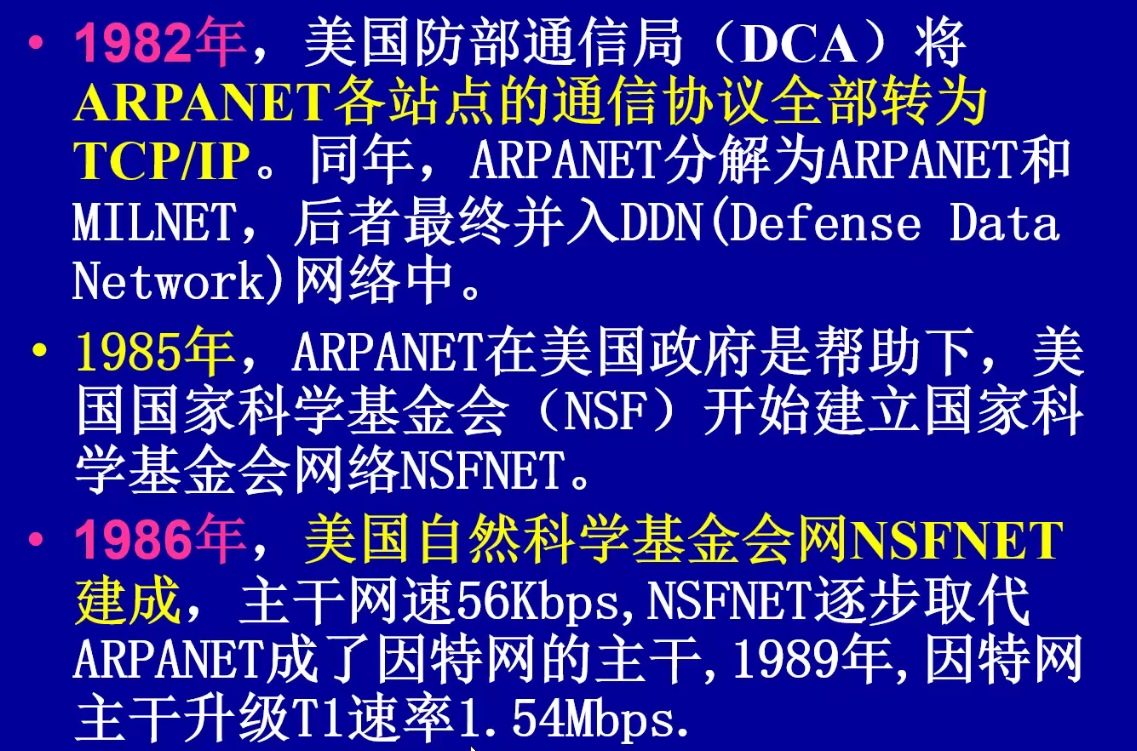 • 1982年，美国防部通信局（DCA）将
ARPANET各站点的通信协议全部转为
TCP/IP。同年，ARPANET分解为ARPANET和
MILNET，后者最终并入DDN(Defense Data
Network)网络中。
• 1985年，ARPANET在美国政府是帮助下，美
国国家科学基金会（NSF）开始建立国家科
学基金会网络NSFNET。
• 1986年，美国自然科学基金会网NSFNET
建成，主干网速56Kbps,NSFNET逐步取代
ARPANET成了因特网的主干,1989年,因特网
主干升级T1速率1.54Mbps.